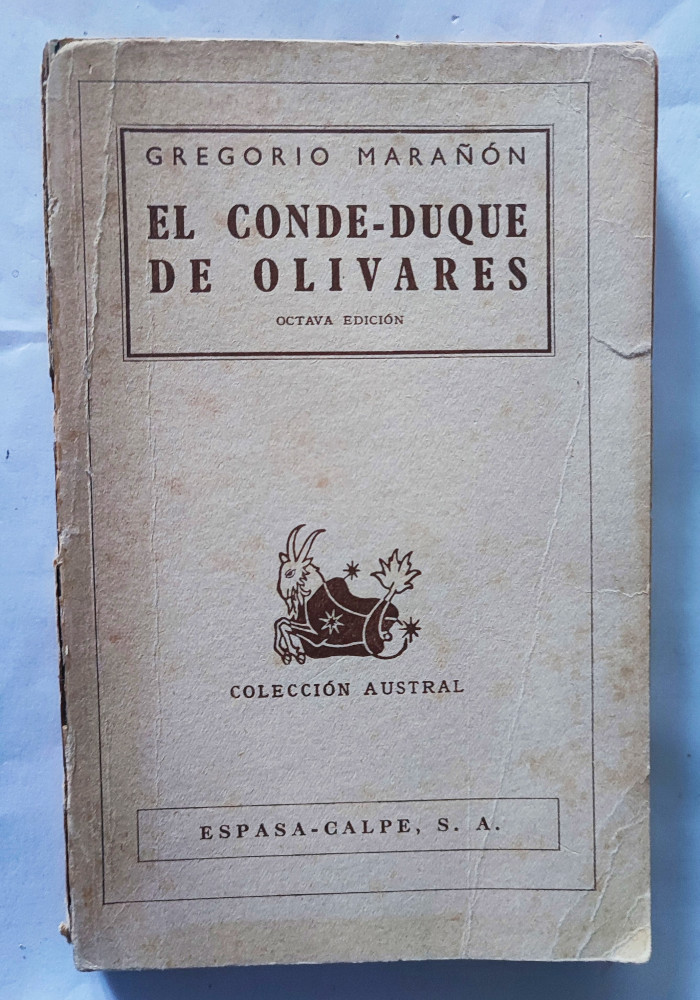 GREGORIO MARAÑÓN
EL CONDE-DUQUE
DE OLIVARES
OCTAVA EDICIÓN
COLECCIÓN AUSTRAL
ESPASA-CALPE, S. A.